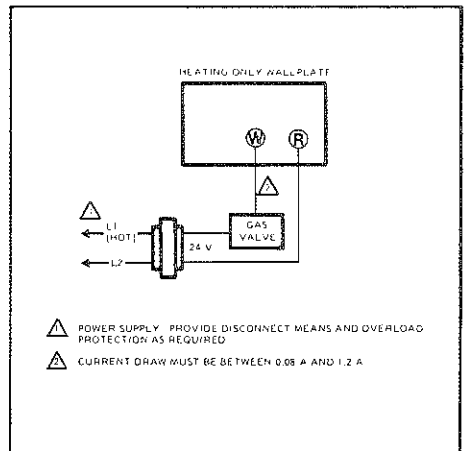 HEATING ONLY WALLPLATE
W R
2
1
L1
(HOT)
L2
24 V
GAS
VALVE
1 POWER SUPPLY. PROVIDE DISCONNECT MEANS AND OVERLOAD
PROTECTION AS REQUIRED
2 CURRENT DRAW MUST BE BETWEEN 0.08 A AND 1.2 A